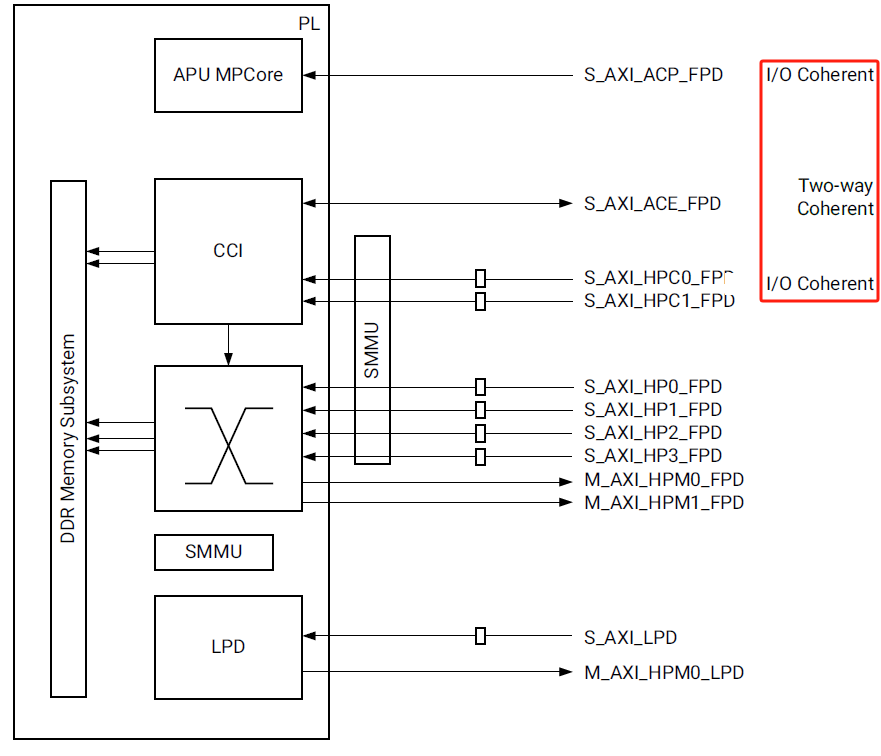 PL
APU MPCore
S_AXI_ACP_FPD
I/O Coherent
Two-way
Coherent
S_AXI_ACE_FPD
CCI
S_AXI_HPC0_FPD
I/O Coherent
S_AXI_HPC1_FPD
SMMU
DDR Memory Subsystem
S_AXI_HP0_FPD
S_AXI_HP1_FPD
S_AXI_HP2_FPD
S_AXI_HP3_FPD
M_AXI_HPM0_FPD
M_AXI_HPM1_FPD
SMMU
LPD
S_AXI_LPD
M_AXI_HPM0_LPD